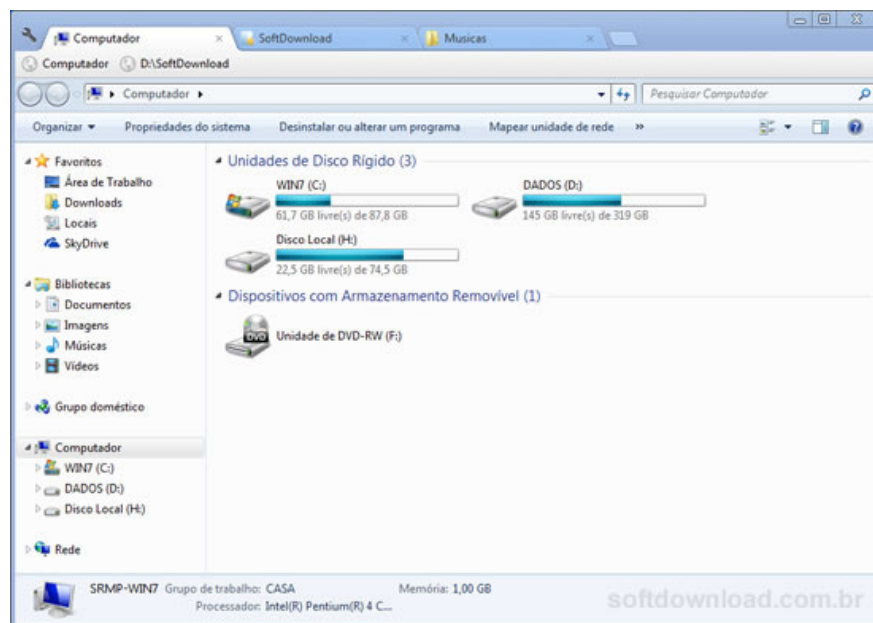 Computador SoftDownload Musicas
Computador D:\SoftDownload
Computador Pesquisar Computador
Organizar Propriedades do sistema Desinstalar ou alterar um programa Mapear unidade de rede »
Favoritos
Área de Trabalho
Downloads
Locais
SkyDrive
Bibliotecas
Documentos
Imagens
Músicas
Vídeos
Grupo doméstico
Computador
WIN7 (C:)
DADOS (D:)
Disco Local (H:)
Rede
Unidades de Disco Rígido (3)
WIN7 (C:)
61,7 GB livre(s) de 87,8 GB
DADOS (D:)
145 GB livre(s) de 319 GB
Disco Local (H:)
22,5 GB livre(s) de 74,5 GB
Dispositivos com Armazenamento Removível (1)
DVD
Unidade de DVD-RW (F:)
SRMP-WIN7 Grupo de trabalho: CASA Memória: 1,00 GB
Processador: Intel(R) Pentium(R) 4 C...
softdownload.com.br